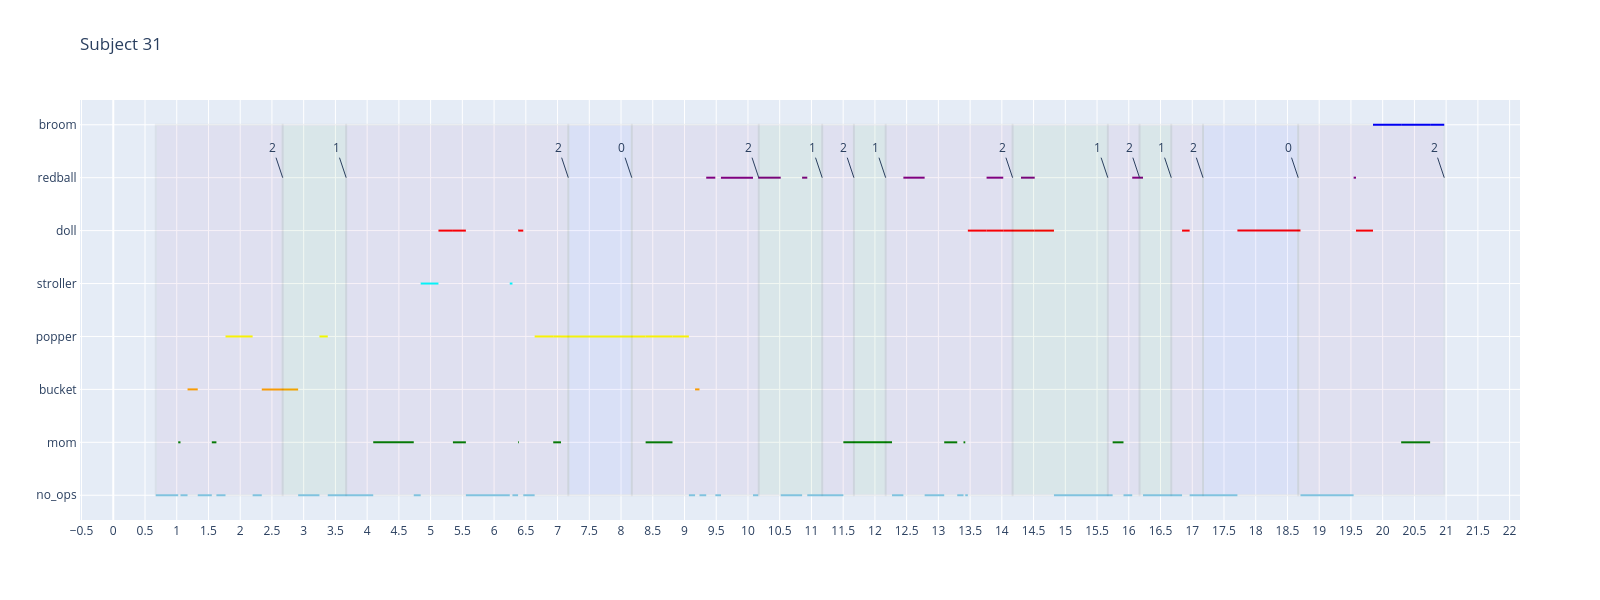 Subject 31
broom
2 1 2 0 2 1 2 1 2 1 2 1 2 0 2
redball
doll
stroller
popper
bucket
mom
no_ops
−0.5 0 0.5 1 1.5 2 2.5 3 3.5 4 4.5 5 5.5 6 6.5 7 7.5 8 8.5 9 9.5 10 10.5 11 11.5 12 12.5 13 13.5 14 14.5 15 15.5 16 16.5 17 17.5 18 18.5 19 19.5 20 20.5 21 21.5 22